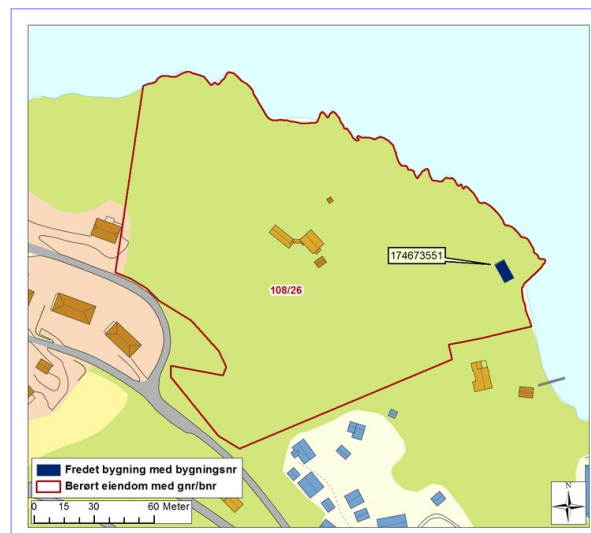 174673551
108/26
Fredet bygning med bygningsnr
Berørt eiendom med gnr/bnr
0 15 30 60 Meter
N